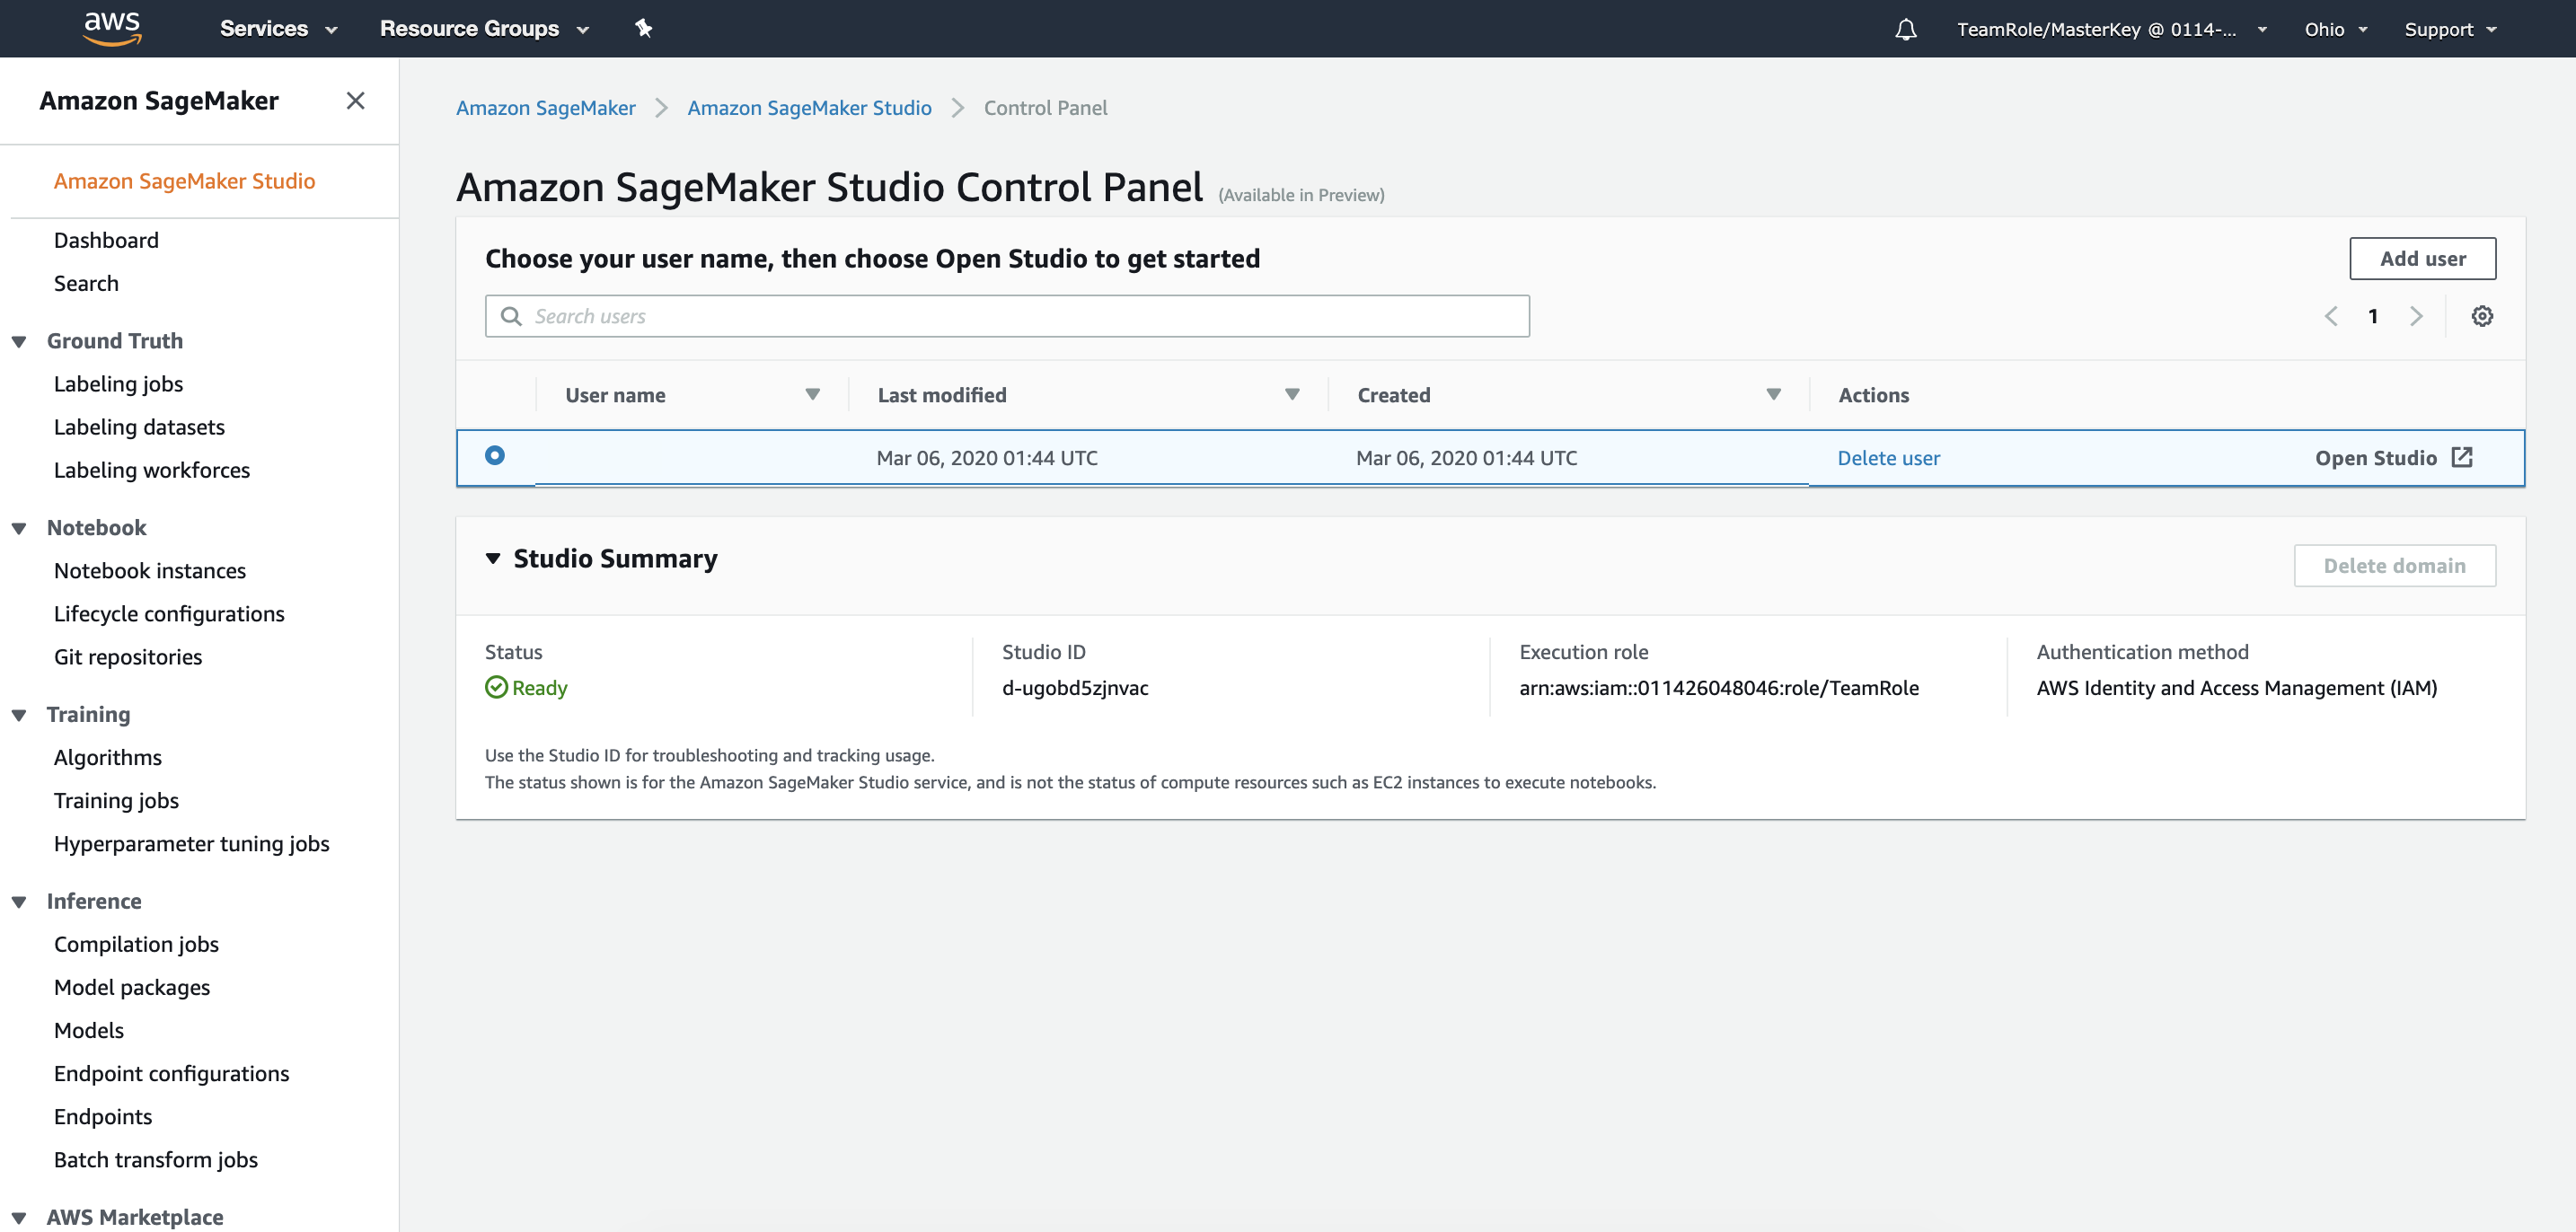 aws
Services
Resource Groups
TeamRole/MasterKey @ 0114-...
Ohio
Support
Amazon SageMaker
Amazon SageMaker Studio
Dashboard
Search
Ground Truth
Labeling jobs
Labeling datasets
Labeling workforces
Notebook
Notebook instances
Lifecycle configurations
Git repositories
Training
Algorithms
Training jobs
Hyperparameter tuning jobs
Inference
Compilation jobs
Model packages
Models
Endpoint configurations
Endpoints
Batch transform jobs
AWS Marketplace
Amazon SageMaker
Amazon SageMaker Studio
Control Panel
Amazon SageMaker Studio Control Panel (Available in Preview)
Choose your user name, then choose Open Studio to get started
Add user
Search users
1
User name
Last modified
Created
Actions
Mar 06, 2020 01:44 UTC
Mar 06, 2020 01:44 UTC
Delete user
Open Studio
Studio Summary
Delete domain
Status
Ready
Studio ID
d-ugobd5zjnvac
Execution role
arn:aws:iam::011426048046:role/TeamRole
Authentication method
AWS Identity and Access Management (IAM)
Use the Studio ID for troubleshooting and tracking usage.
The status shown is for the Amazon SageMaker Studio service, and is not the status of compute resources such as EC2 instances to execute notebooks.